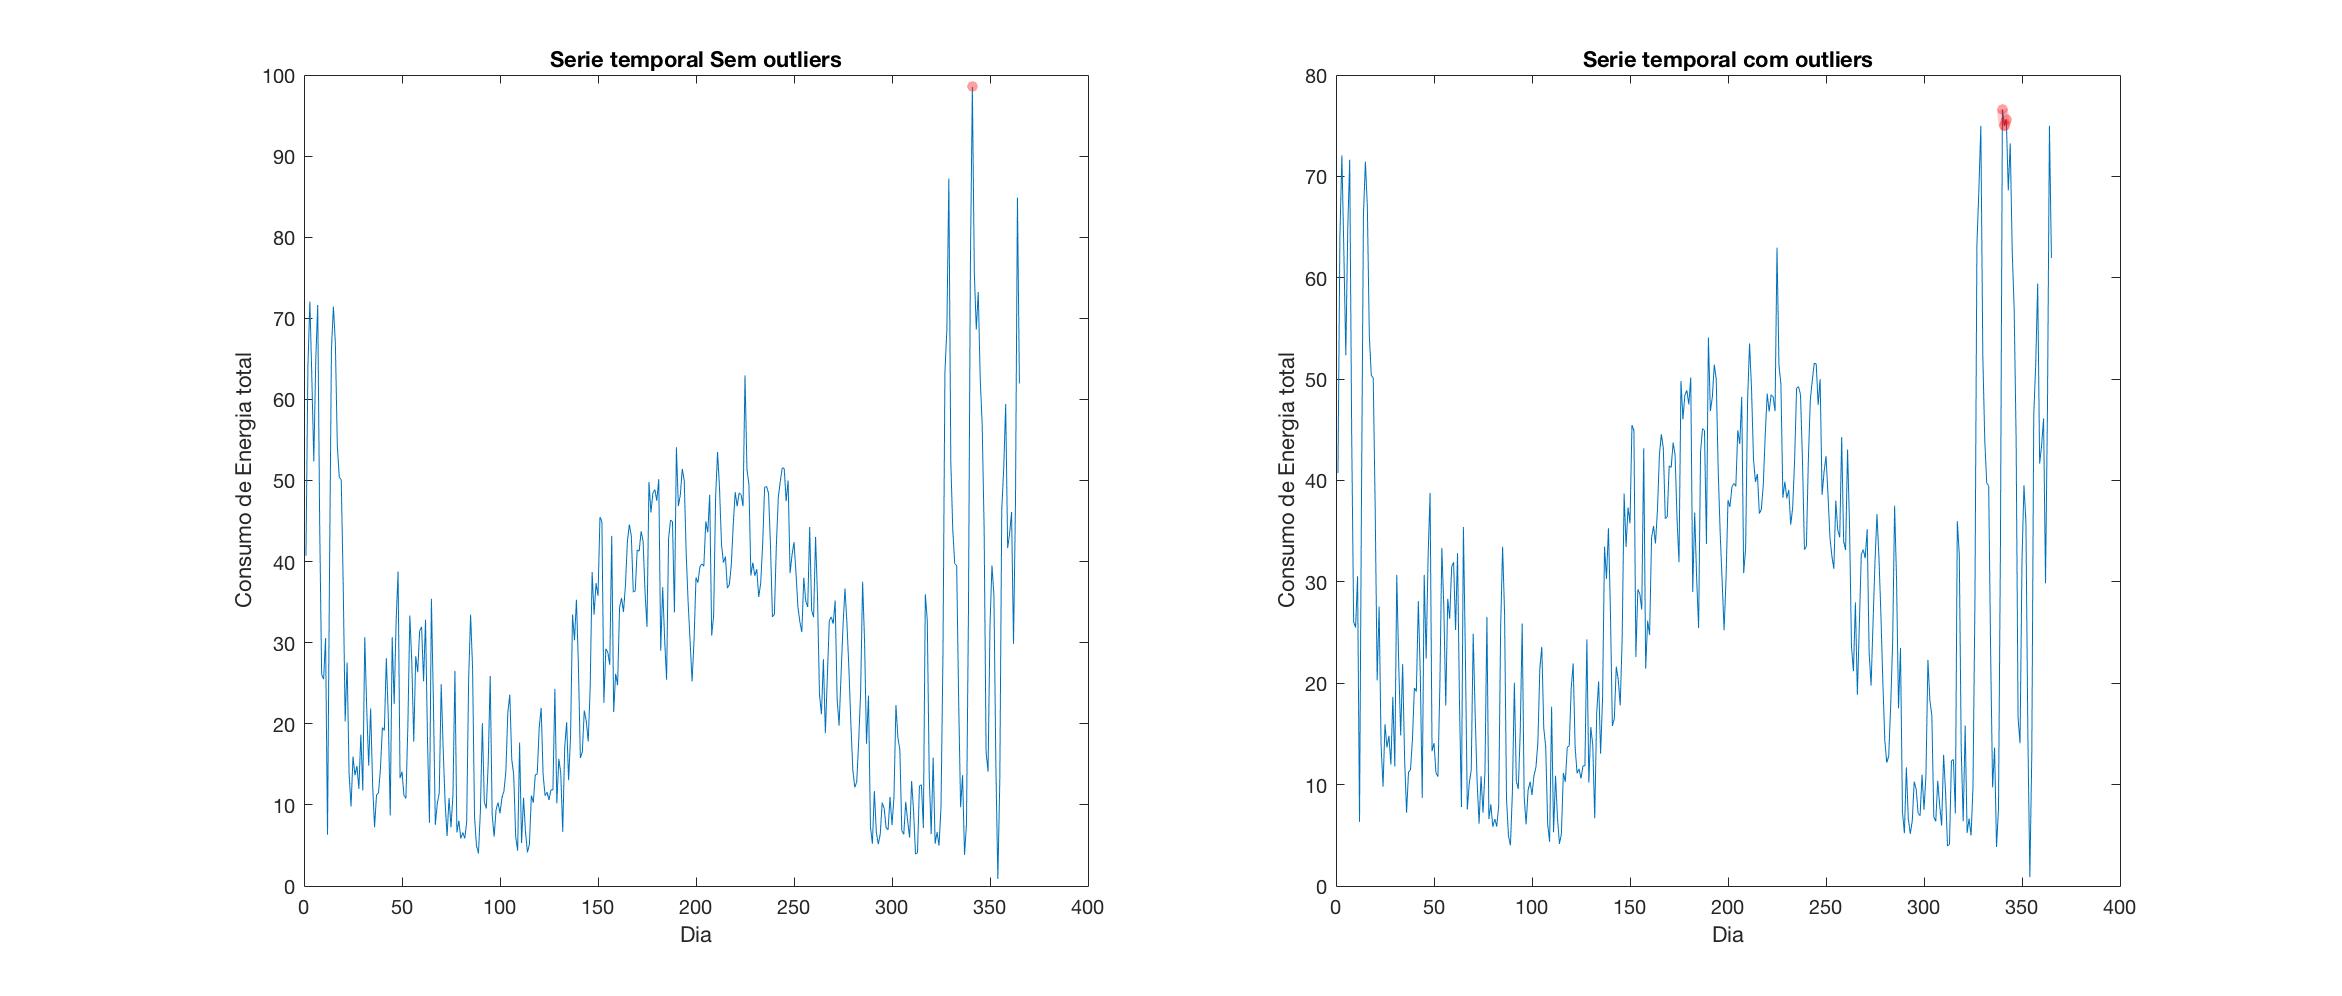 Serie temporal Sem outliers
Consumo de Energia total
100
90
80
70
60
50
40
30
20
10
0
0 50 100 150 200 250 300 350 400
Dia
Serie temporal com outliers
Consumo de Energia total
80
70
60
50
40
30
20
10
0
0 50 100 150 200 250 300 350 400
Dia